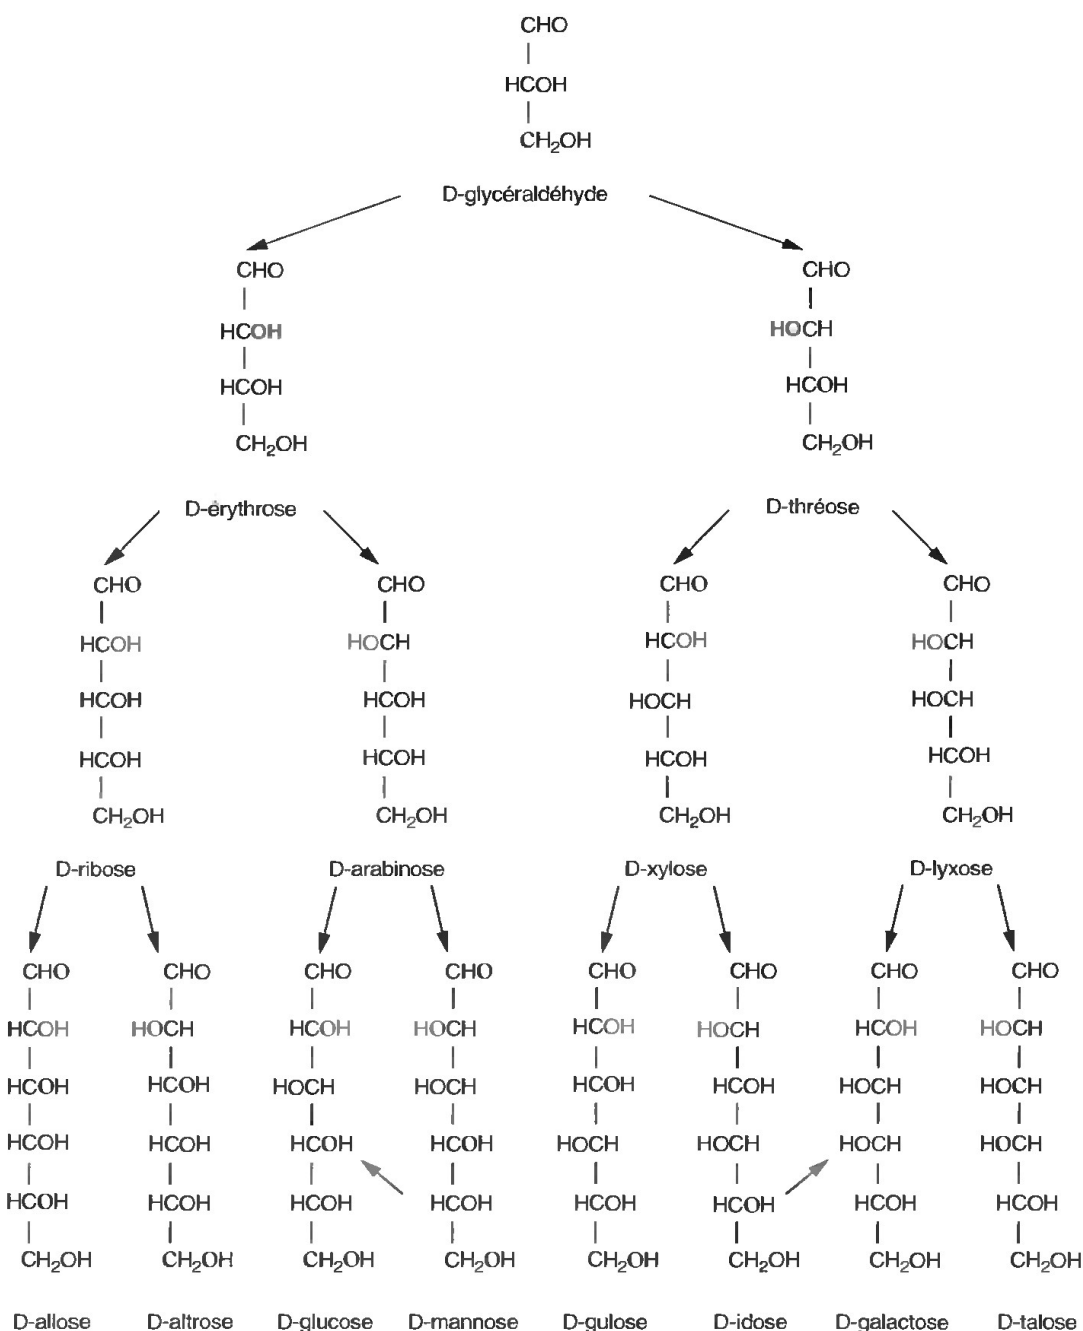 CHO
HCOH
CH₂OH
D-glycéraldéhyde
CHO CHO
HCOH HOCH
HCOH HCOH
CH₂OH CH₂OH
D-érythrose D-thréose
CHO CHO CHO CHO
HCOH HOCH HCOH HOCH
HCOH HCOH HOCH HOCH
HCOH HCOH HCOH HCOH
CH₂OH CH₂OH CH₂OH CH₂OH
D-ribose D-arabinose D-xylose D-lyxose
CHO CHO CHO CHO CHO CHO CHO CHO
HCOH HOCH HCOH HOCH HCOH HOCH HCOH HOCH
HCOH HCOH HOCH HOCH HCOH HCOH HOCH HOCH
HCOH HCOH HCOH HCOH HOCH HOCH HOCH HOCH
HCOH HCOH HCOH HCOH HCOH HCOH HCOH HCOH
CH₂OH CH₂OH CH₂OH CH₂OH CH₂OH CH₂OH CH₂OH CH₂OH
D-allose D-altrose D-glucose D-mannose D-gulose D-idose D-galactose D-talose